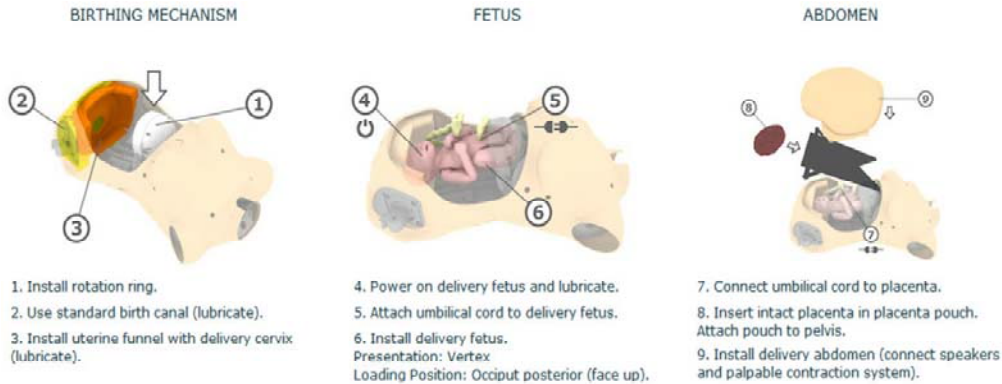 BIRTHING MECHANISM
2
1
3
1. Install rotation ring.
2. Use standard birth canal (lubricate).
3. Install uterine funnel with delivery cervix
(lubricate).
FETUS
4
5
6
4. Power on delivery fetus and lubricate.
5. Attach umbilical cord to delivery fetus.
6. Install delivery fetus.
Presentation: Vertex
Loading Position: Occiput posterior (face up).
ABDOMEN
8
9
7
7. Connect umbilical cord to placenta.
8. Insert intact placenta in placenta pouch.
Attach pouch to pelvis.
9. Install delivery abdomen (connect speakers
and palpable contraction system).